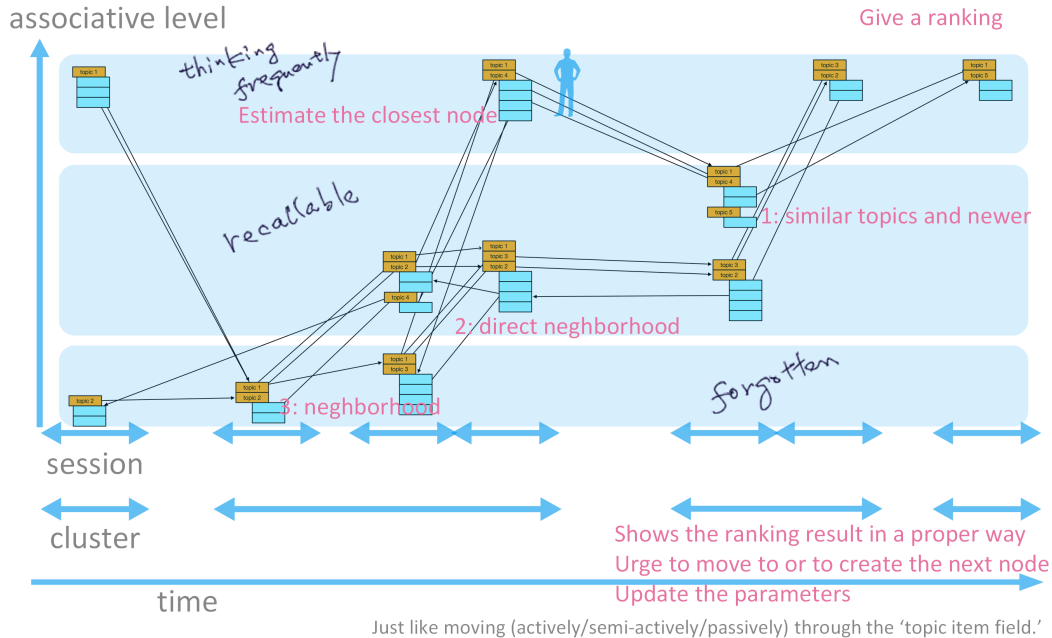 associative level
Give a ranking
thinking
frequently
topic 1
topic 1
topic 4
topic 3
topic 2
topic 1
topic 5
Estimate the closest node
topic 1
topic 4
topic 5
1: similar topics and newer
recallable
topic 1
topic 2
topic 4
topic 1
topic 3
topic 2
topic 3
topic 2
2: direct neghborhood
topic 1
topic 3
forgotten
topic 2
topic 1
topic 2
3: neghborhood
session
cluster
Shows the ranking result in a proper way
Urge to move to or to create the next node
Update the parameters
time
Just like moving (actively/semi-actively/passively) through the ‘topic item field.’